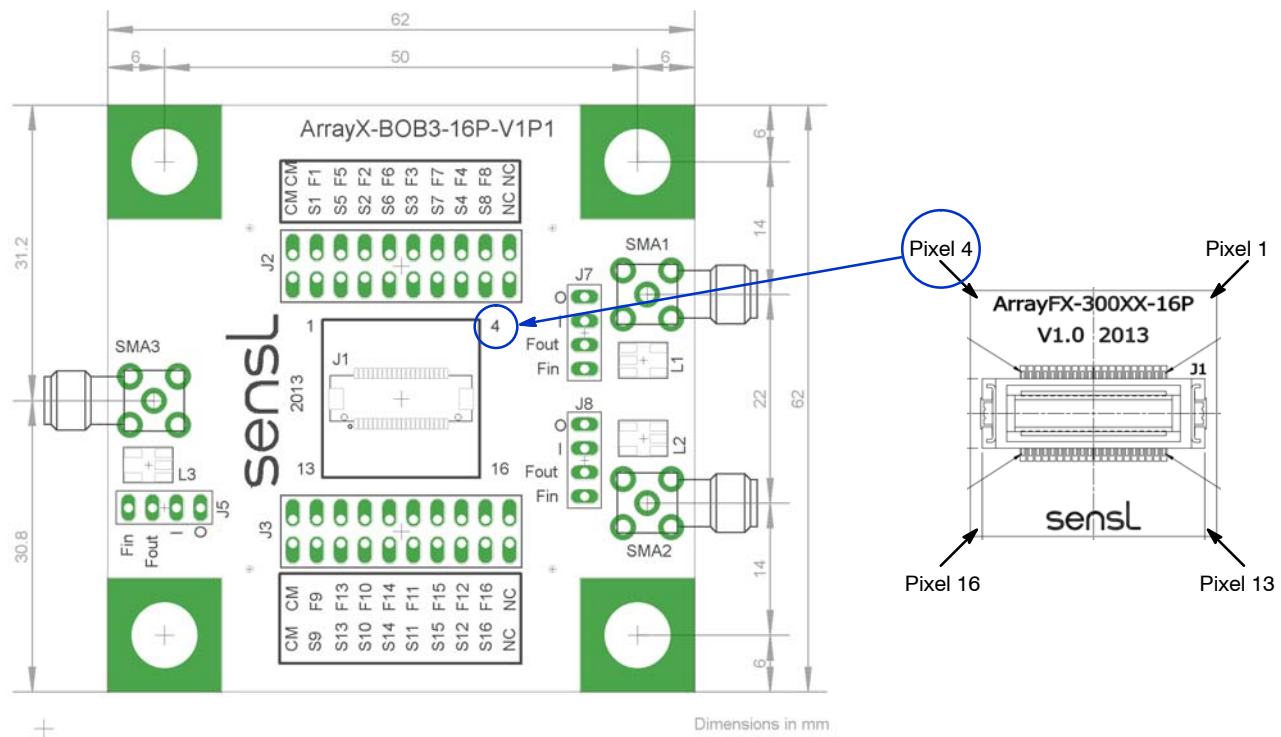 62
6
50
6
ArrayX-BOB3-16P-V1P1
CM CM
S1 F1
S5 F5
S2 F2
S6 F6
S3 F3
S7 F7
S4 F4
S8 F8
NC NC
6
14
31.2
J2
SMA1
J7
O
I
Fout
Fin
L1
Pixel 4
Pixel 1
ArrayFX-300XX-16P
V1.0 2013
J1
1
4
J1
SMA3
sensL
2013
22
62
J8
O
I
Fout
Fin
L2
13
16
L3
J5
Fin
Fout
I
O
J3
SMA2
sensL
30.8
14
Pixel 16
Pixel 13
CM CM
S9 F9
S13 F13
S10 F10
S14 F14
S11 F11
S15 F15
S12 F12
S16 F16
NC NC
6
Dimensions in mm